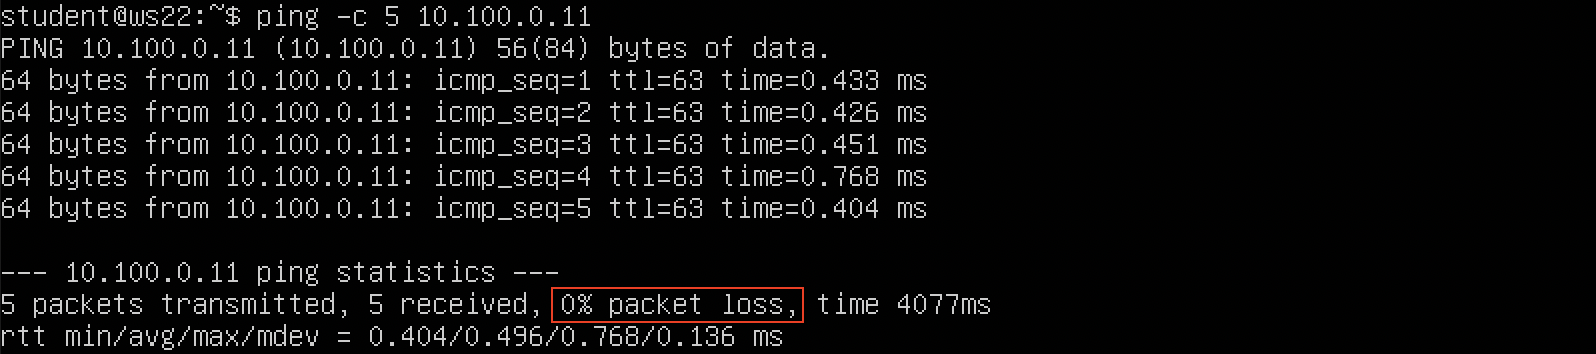 student@ws22:~$ ping -c 5 10.100.0.11
PING 10.100.0.11 (10.100.0.11) 56(84) bytes of data.
64 bytes from 10.100.0.11: icmp_seq=1 ttl=63 time=0.433 ms
64 bytes from 10.100.0.11: icmp_seq=2 ttl=63 time=0.426 ms
64 bytes from 10.100.0.11: icmp_seq=3 ttl=63 time=0.451 ms
64 bytes from 10.100.0.11: icmp_seq=4 ttl=63 time=0.768 ms
64 bytes from 10.100.0.11: icmp_seq=5 ttl=63 time=0.404 ms
--- 10.100.0.11 ping statistics ---
5 packets transmitted, 5 received, 0% packet loss, time 4077ms
rtt min/avg/max/mdev = 0.404/0.496/0.768/0.136 ms